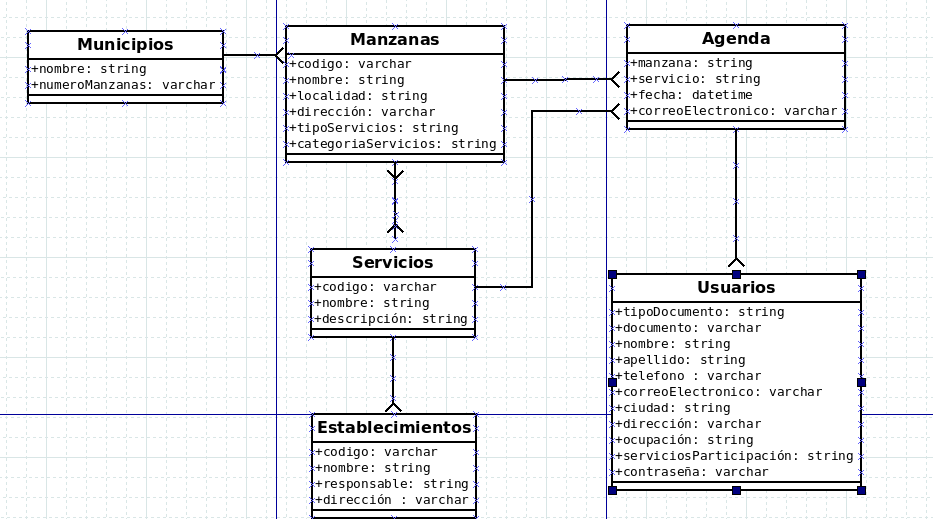 Municipios
+nombre: string
+numeroManzanas: varchar
Manzanas
+codigo: varchar
+nombre: string
+localidad: string
+dirección: varchar
+tipoServicios: string
+categoriaServicios: string
Agenda
+manzana: string
+servicio: string
+fecha: datetime
+correoElectronico: varchar
Servicios
+codigo: varchar
+nombre: string
+descripción: string
Usuarios
+tipoDocumento: string
+documento: varchar
+nombre: string
+apellido: string
+telefono : varchar
+correoElectronico: varchar
+ciudad: string
+dirección: varchar
+ocupación: string
+serviciosParticipación: string
+contraseña: varchar
Establecimientos
+codigo: varchar
+nombre: string
+responsable: string
+dirección : varchar